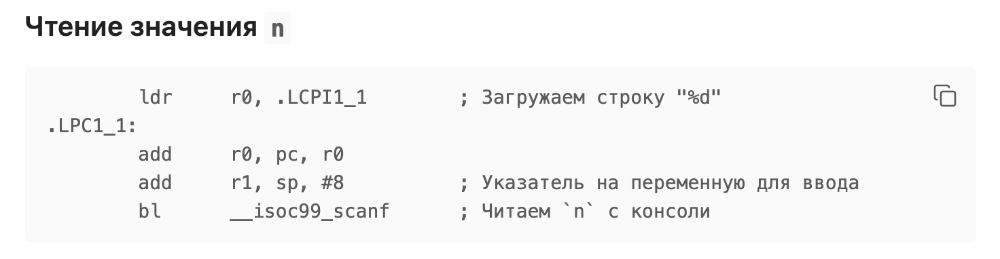 Чтение значения n
ldr r0, .LCPI1_1 ; Загружаем строку "%d"
.LPC1_1:
add r0, pc, r0
add r1, sp, #8 ; Указатель на переменную для ввода
bl __isoc99_scanf ; Читаем `n` с консоли